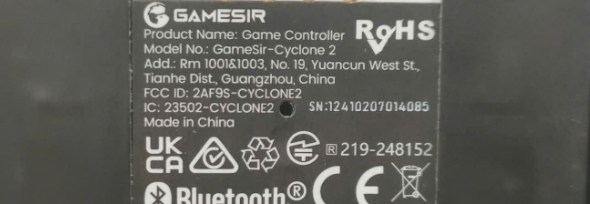 GAMESIR
RoHS
Product Name: Game Controller
Model No.: GameSir-Cyclone 2
Add.: Rm 1001&1003, No. 19, Yuancun West St.,
Tianhe Dist., Guangzhou, China
FCC ID: 2AF9S-CYCLONE2
IC: 23502-CYCLONE2 SN:12410207014085
Made in China
UK CA R 219-248152
Bluetooth® CE